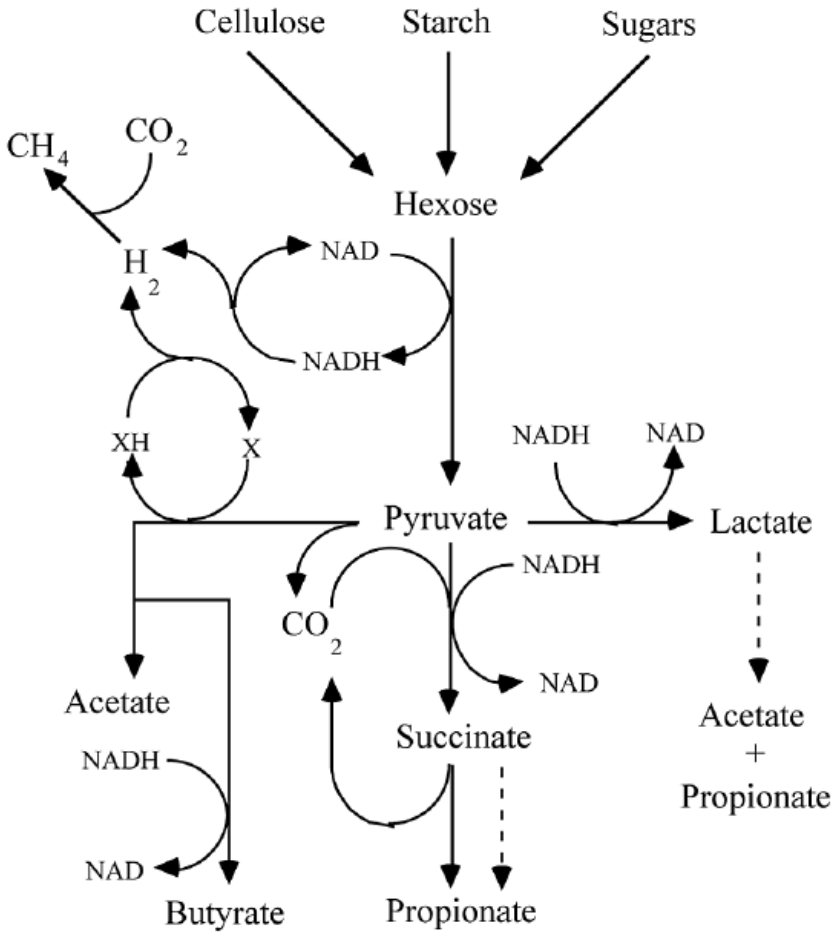 Cellulose Starch Sugars
CH4 CO2
Hexose
H2 NAD
NADH
XH X NADH NAD
Pyruvate Lactate
NADH
CO2
NAD
Acetate Succinate Acetate
+
NADH Propionate
NAD
Butyrate Propionate